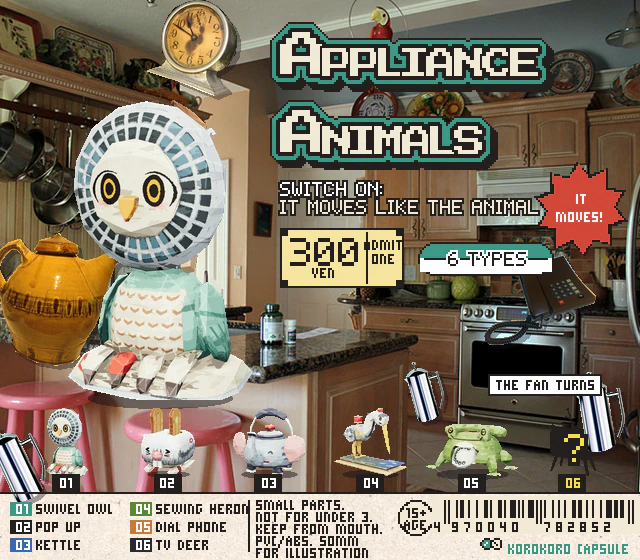 APPLIANCE
ANIMALS
SWITCH ON:
IT MOVES LIKE THE ANIMAL
IT
MOVES!
300
YEN
DMIT
ONE
6 TYPES
THE FAN TURNS
?
01
02
03
04
05
06
01 SWIVEL OWL
02 POP UP
03 KETTLE
04 SEWING HERON
05 DIAL PHONE
06 TV DEER
SMALL PARTS.
NOT FOR UNDER 3.
KEEP FROM MOUTH.
PVC/ABS. 50MM
FOR ILLUSTRATION
15+
AGE
4 970040 782852
KOROKORO CAPSULE